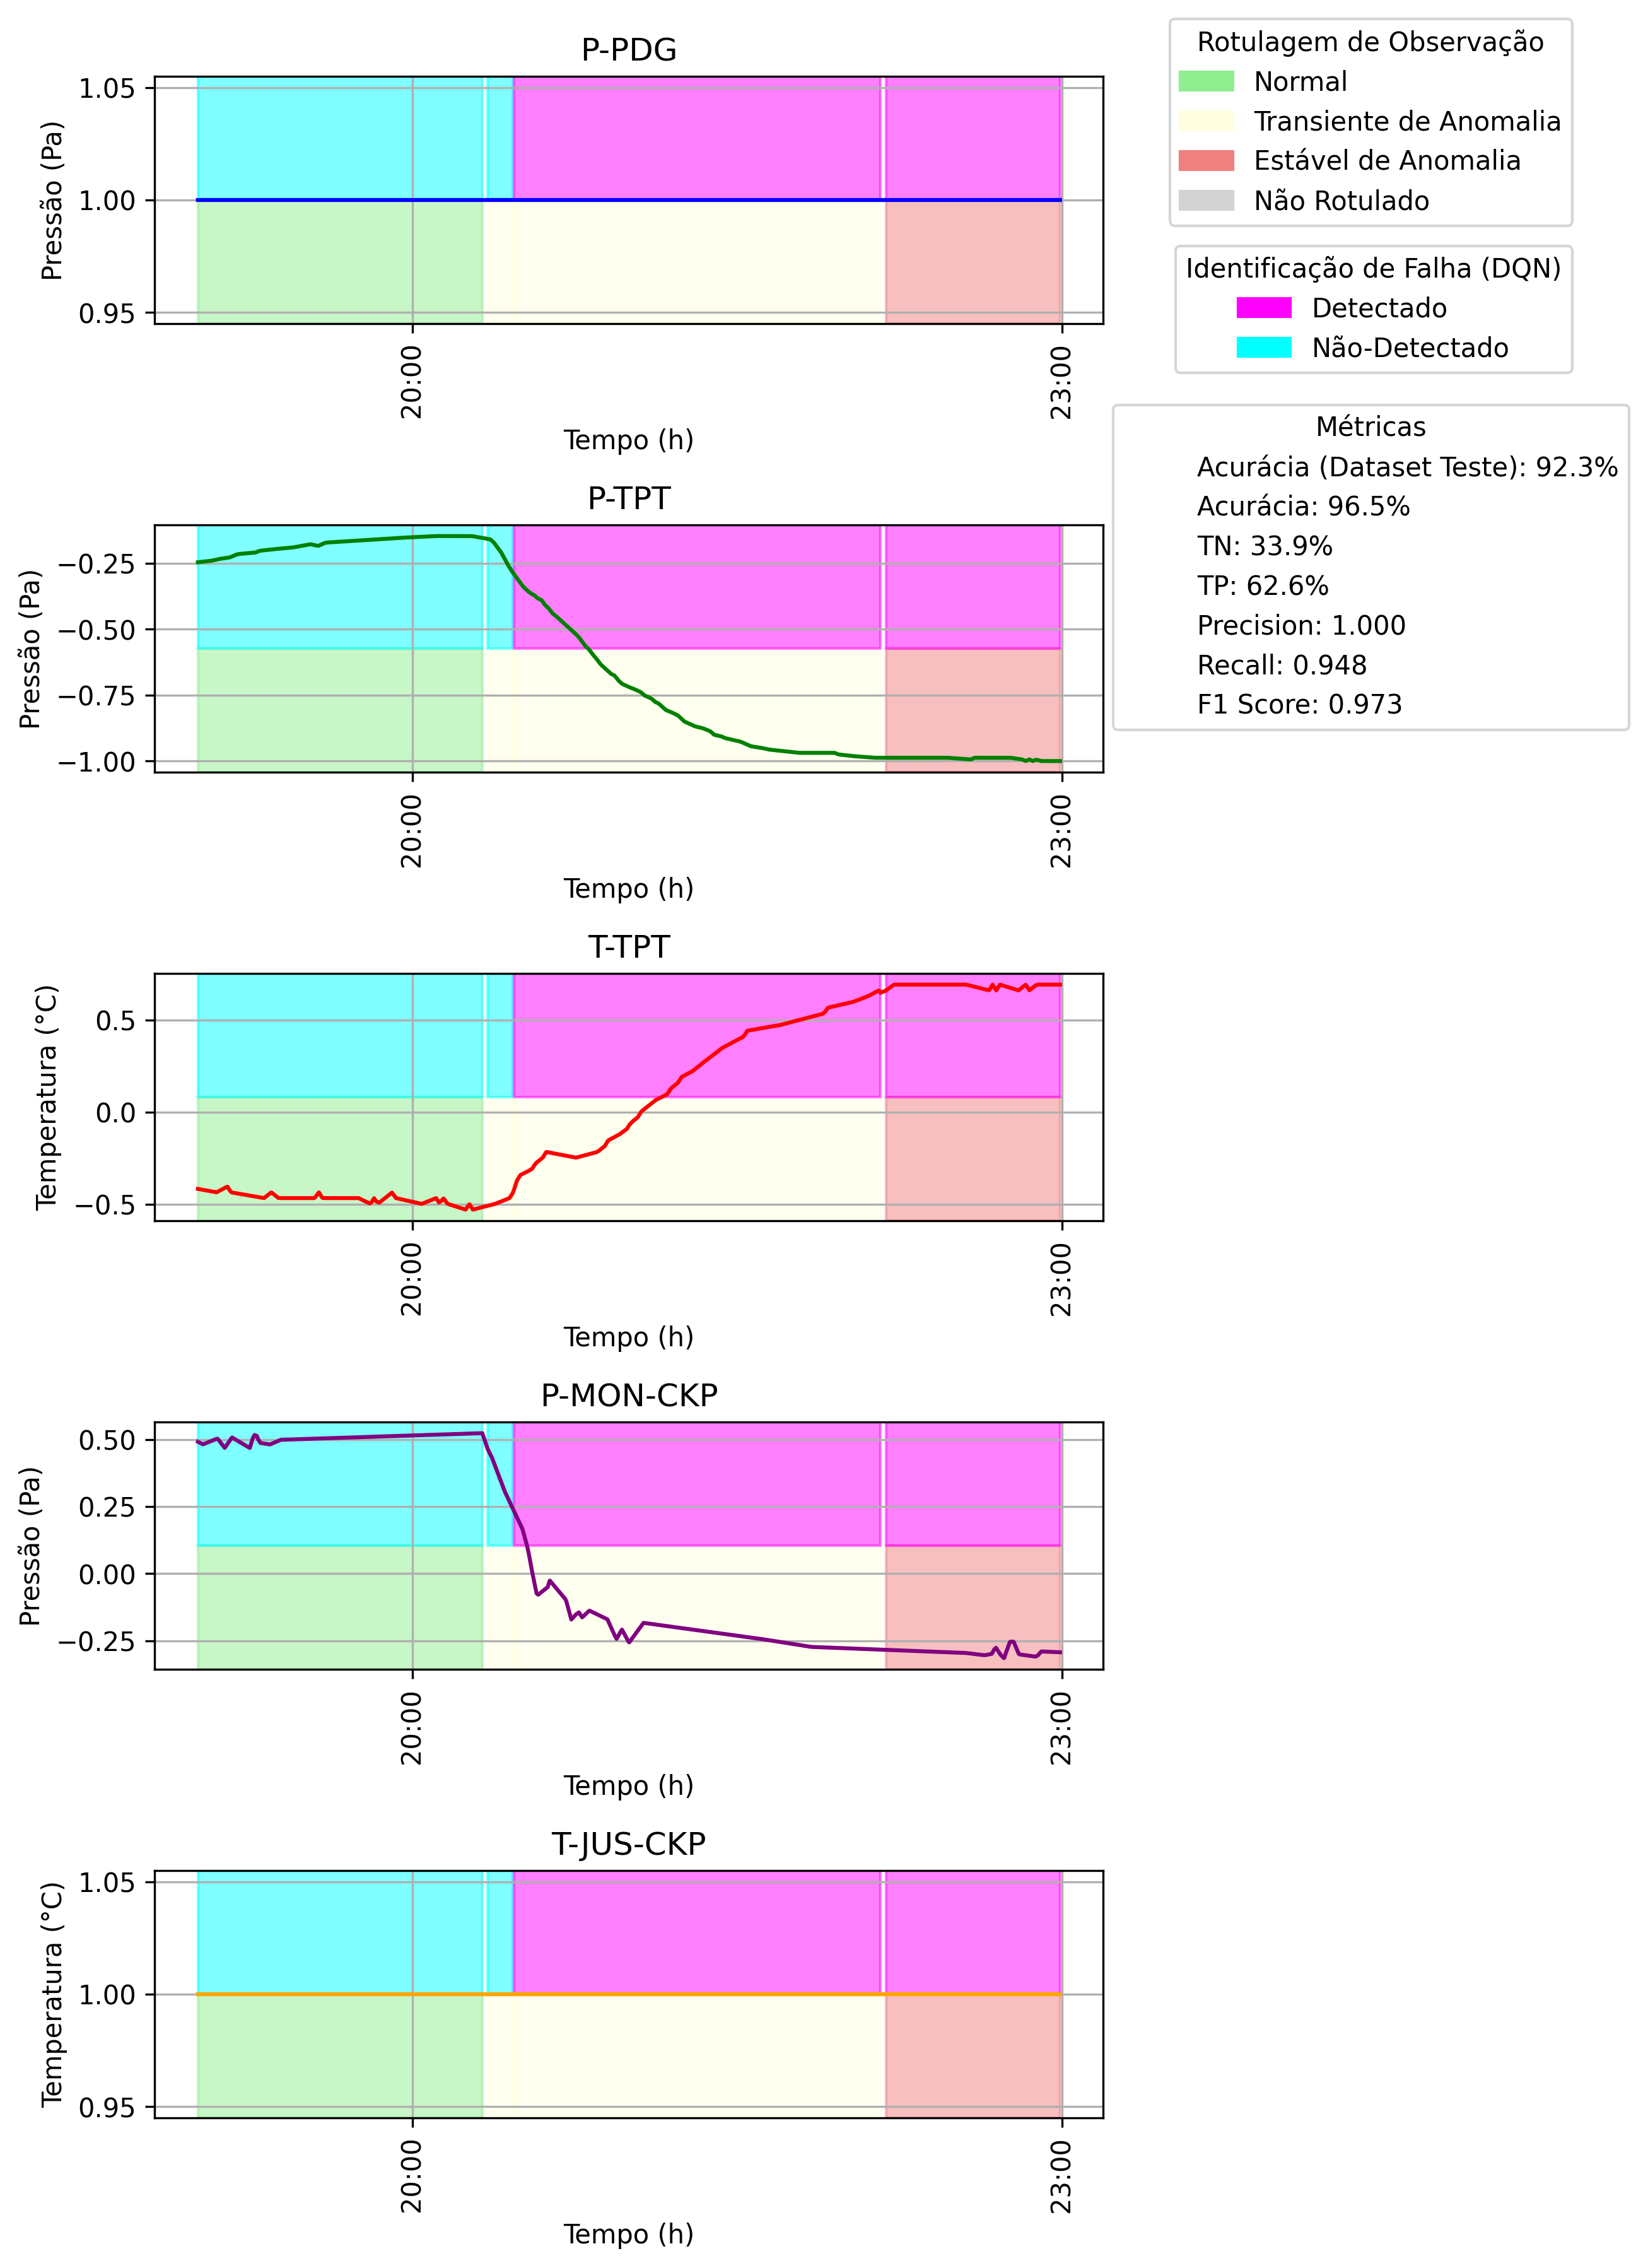 P-PDG
1.05
1.00
0.95
Pressão (Pa)
20:00
23:00
Tempo (h)
Rotulagem de Observação
Normal
Transiente de Anomalia
Estável de Anomalia
Não Rotulado
Identificação de Falha (DQN)
Detectado
Não-Detectado
Métricas
Acurácia (Dataset Teste): 92.3%
Acurácia: 96.5%
TN: 33.9%
TP: 62.6%
Precision: 1.000
Recall: 0.948
F1 Score: 0.973
P-TPT
−0.25
−0.50
−0.75
−1.00
Pressão (Pa)
20:00
23:00
Tempo (h)
T-TPT
0.5
0.0
−0.5
Temperatura (°C)
20:00
23:00
Tempo (h)
P-MON-CKP
0.50
0.25
0.00
−0.25
Pressão (Pa)
20:00
23:00
Tempo (h)
T-JUS-CKP
1.05
1.00
0.95
Temperatura (°C)
20:00
23:00
Tempo (h)